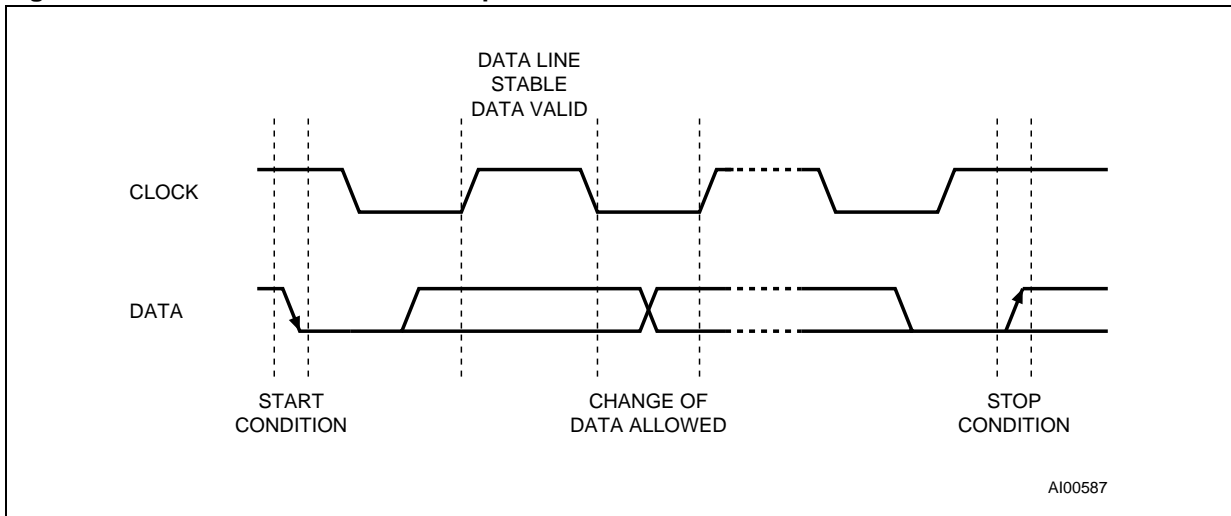 DATA LINE
STABLE
DATA VALID
CLOCK
DATA
START
CONDITION
CHANGE OF
DATA ALLOWED
STOP
CONDITION
AI00587